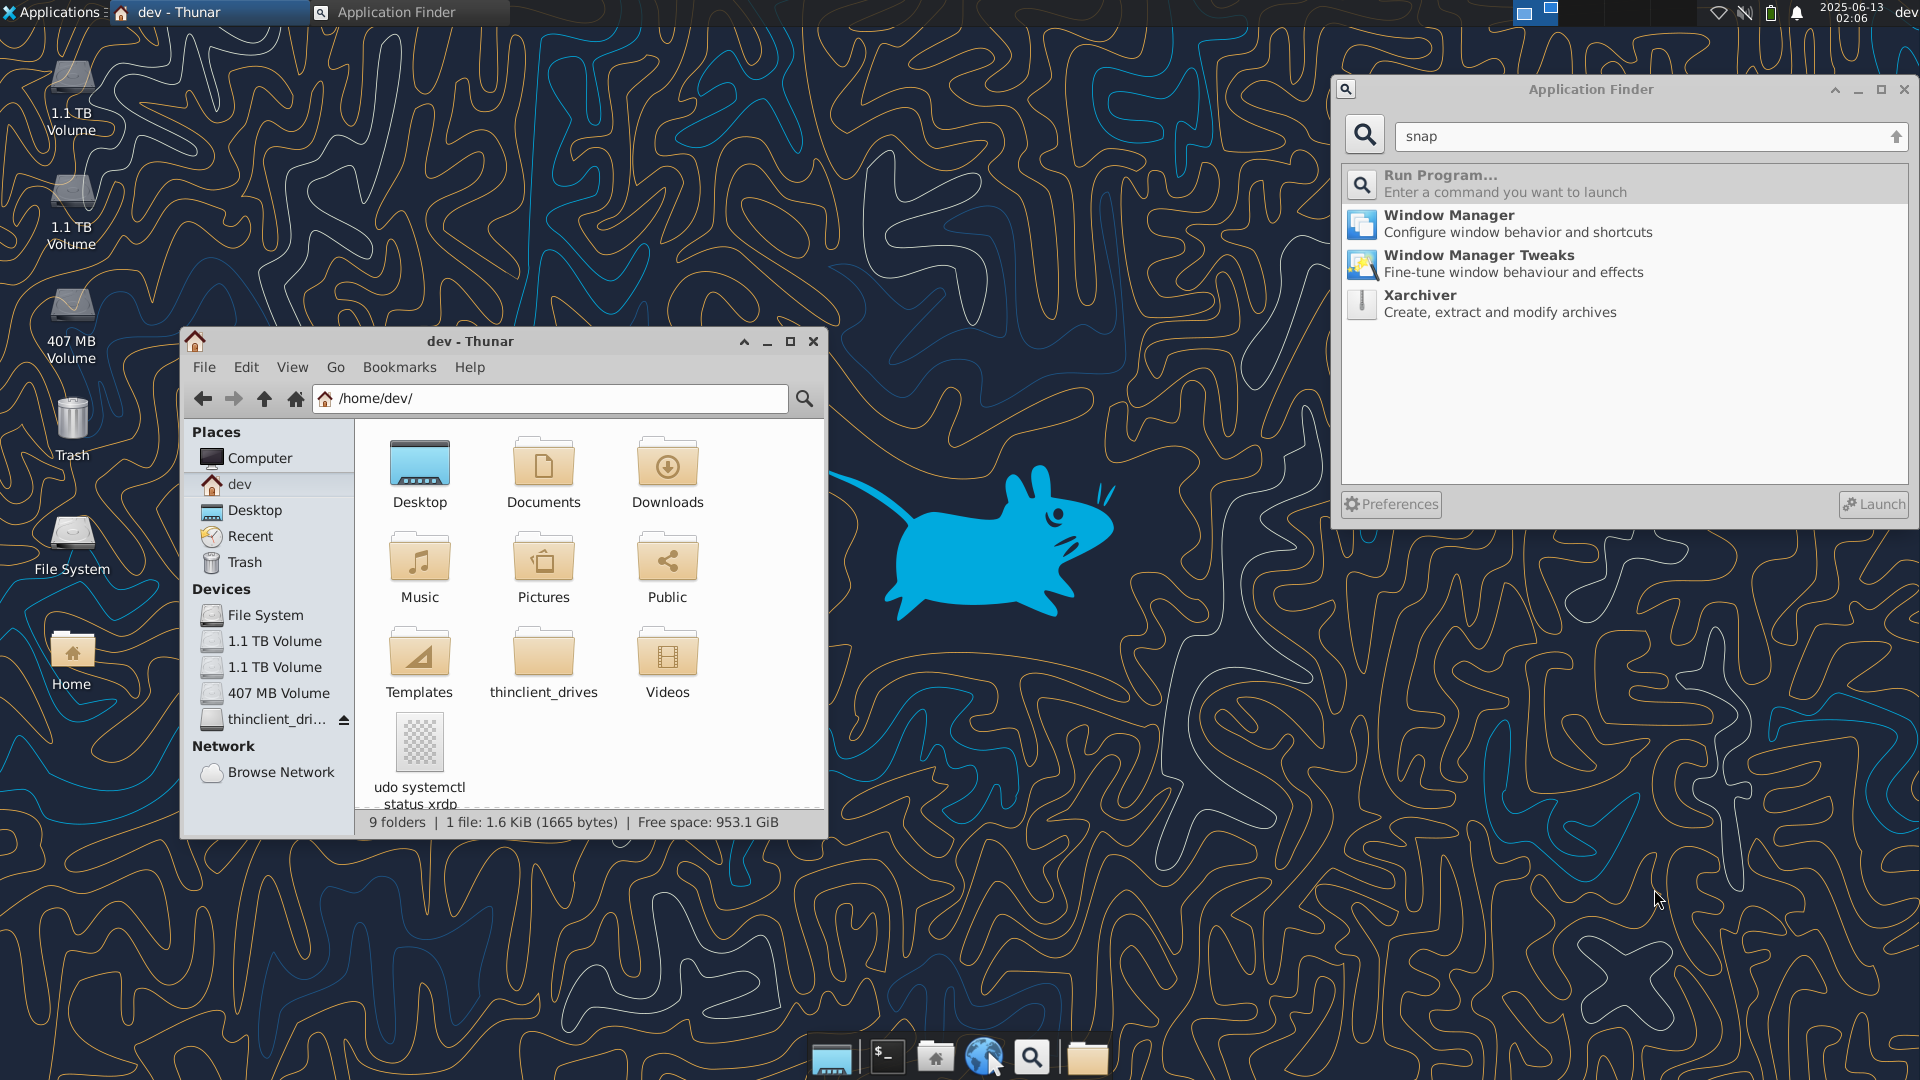 Applications
dev - Thunar
Application Finder
2025-06-13
02:06
dev
1.1 TB
Volume
1.1 TB
Volume
407 MB
Volume
Trash
File System
Home
dev - Thunar
File Edit View Go Bookmarks Help
/home/dev/
Places
Computer
dev
Desktop
Recent
Trash
Devices
File System
1.1 TB Volume
1.1 TB Volume
407 MB Volume
thinclient_dri...
Network
Browse Network
Desktop
Documents
Downloads
Music
Pictures
Public
Templates
thinclient_drives
Videos
udo systemctl
status xrdp
9 folders | 1 file: 1.6 KiB (1665 bytes) | Free space: 953.1 GiB
Application Finder
snap
Run Program...
Enter a command you want to launch
Window Manager
Configure window behavior and shortcuts
Window Manager Tweaks
Fine-tune window behaviour and effects
Xarchiver
Create, extract and modify archives
Preferences
Launch
$-